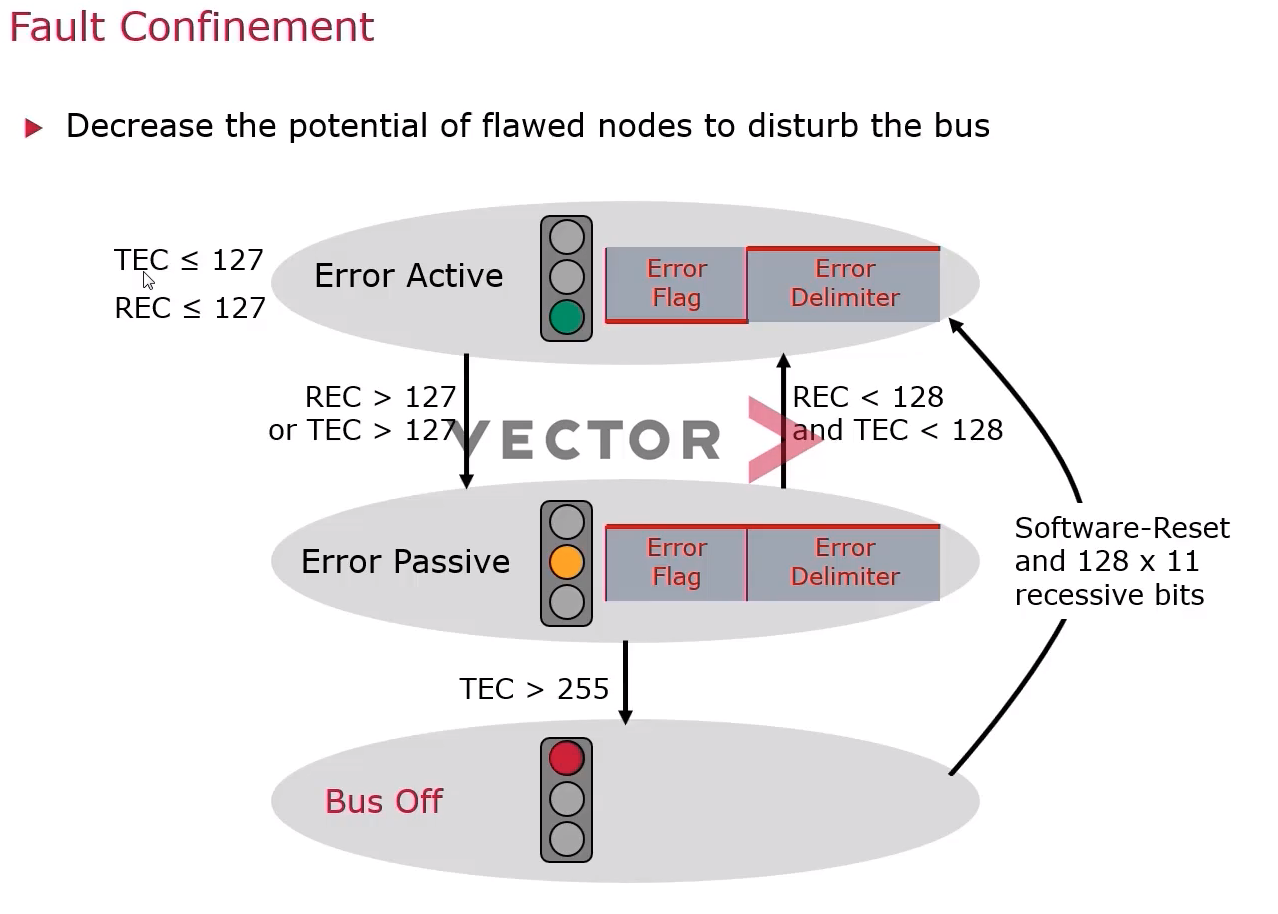 Fault Confinement
Decrease the potential of flawed nodes to disturb the bus
TEC ≤ 127
REC ≤ 127
Error Active
Error
Flag
Error
Delimiter
REC > 127
or TEC > 127
VECTOR
REC < 128
and TEC < 128
Error Passive
Error
Flag
Error
Delimiter
Software-Reset
and 128 x 11
recessive bits
TEC > 255
Bus Off